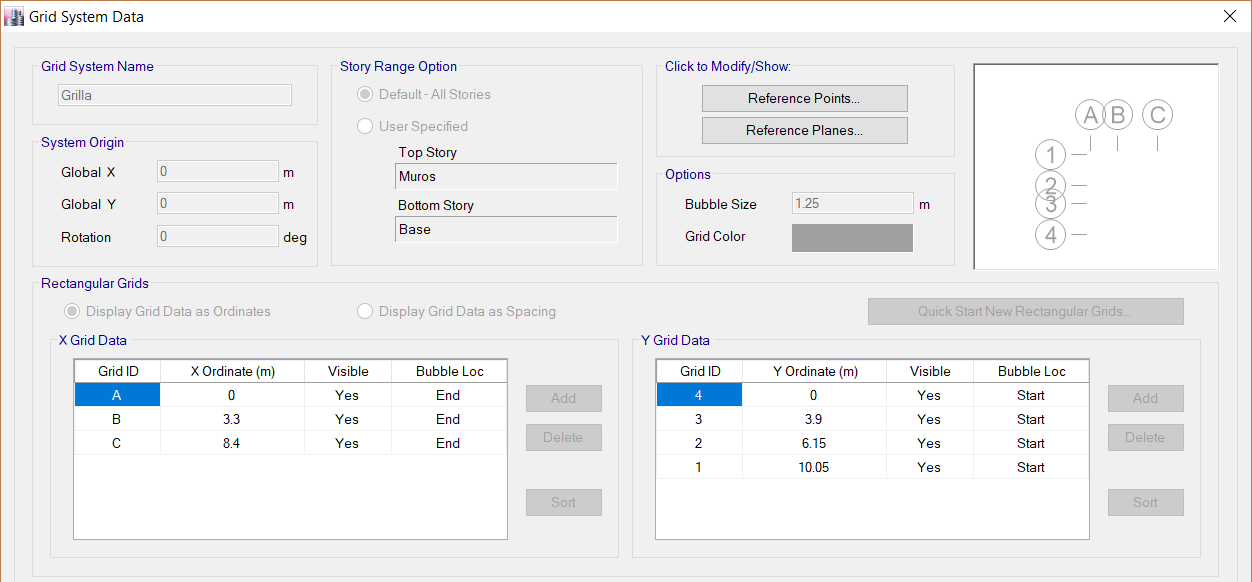 Grid System Data
Grid System Name
Grilla
System Origin
Global X 0 m
Global Y 0 m
Rotation 0 deg
Story Range Option
Default - All Stories
User Specified
Top Story
Muros
Bottom Story
Base
Click to Modify/Show:
Reference Points...
Reference Planes...
Options
Bubble Size 1.25 m
Grid Color
A B C
1
2
3
4
Rectangular Grids
Display Grid Data as Ordinates Display Grid Data as Spacing Quick Start New Rectangular Grids...
X Grid Data
Grid ID X Ordinate (m) Visible Bubble Loc
A 0 Yes End
B 3.3 Yes End
C 8.4 Yes End
Add
Delete
Sort
Y Grid Data
Grid ID Y Ordinate (m) Visible Bubble Loc
4 0 Yes Start
3 3.9 Yes Start
2 6.15 Yes Start
1 10.05 Yes Start
Add
Delete
Sort